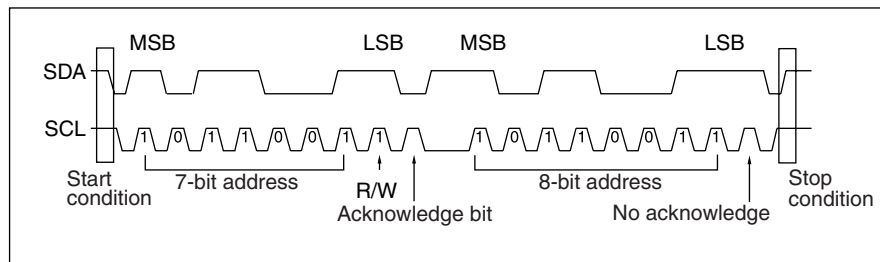 MSB LSB MSB LSB
SDA
SCL 1 0 1 1 0 0 1 1 1 0 1 1 0 0 1 1
Start condition 7-bit address R/W Acknowledge bit 8-bit address No acknowledge Stop condition